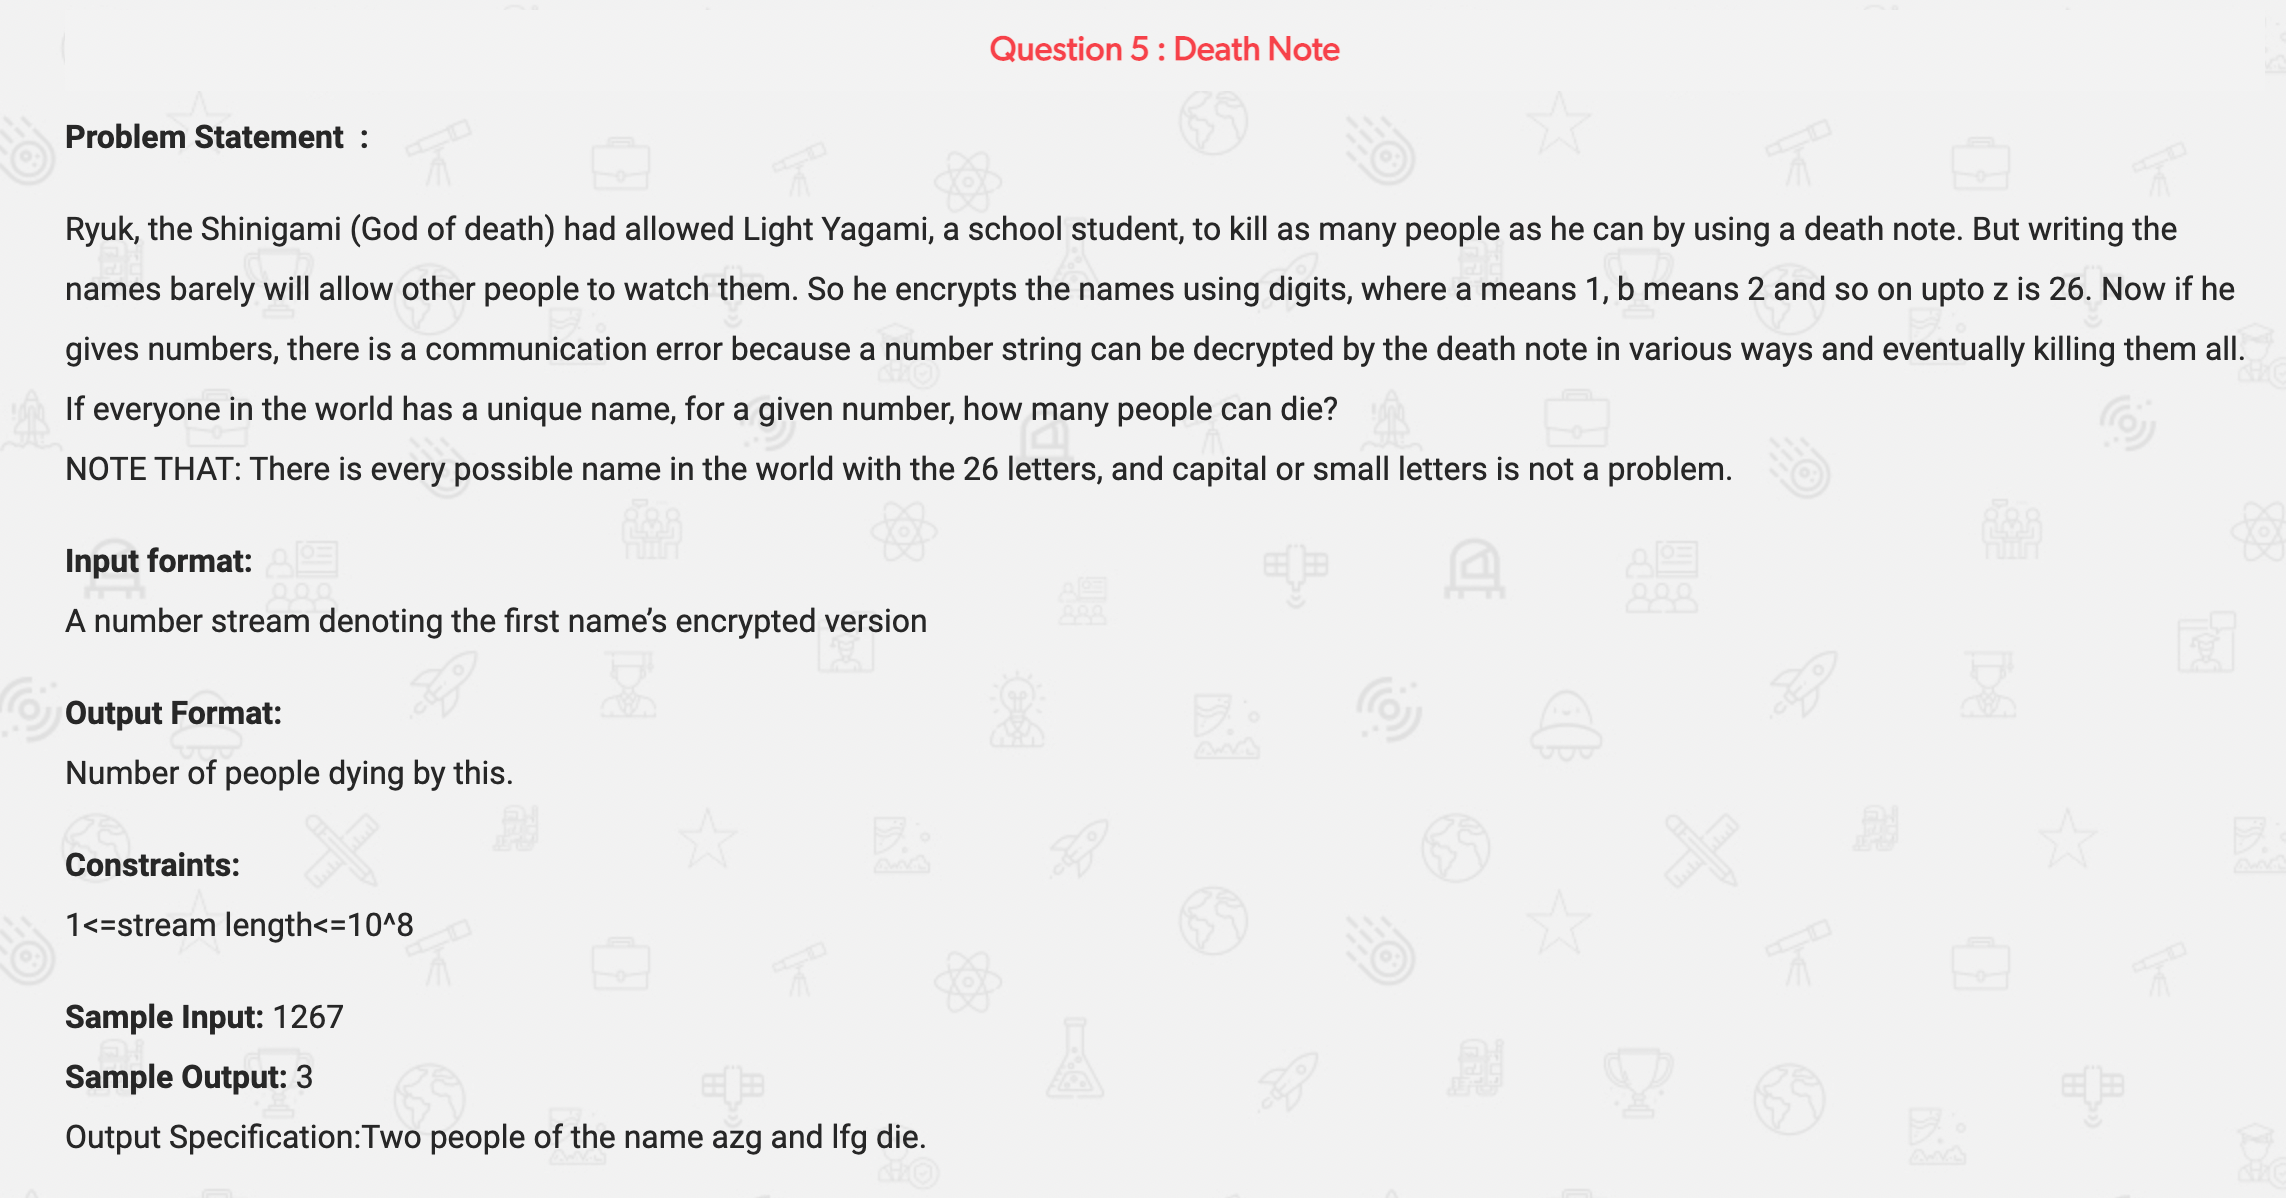 Question 5 : Death Note
Problem Statement :
Ryuk, the Shinigami (God of death) had allowed Light Yagami, a school student, to kill as many people as he can by using a death note. But writing the
names barely will allow other people to watch them. So he encrypts the names using digits, where a means 1, b means 2 and so on upto z is 26. Now if he
gives numbers, there is a communication error because a number string can be decrypted by the death note in various ways and eventually killing them all.
If everyone in the world has a unique name, for a given number, how many people can die?
NOTE THAT: There is every possible name in the world with the 26 letters, and capital or small letters is not a problem.
Input format:
A number stream denoting the first name’s encrypted version
Output Format:
Number of people dying by this.
Constraints:
1<=stream length<=10^8
Sample Input: 1267
Sample Output: 3
Output Specification:Two people of the name azg and lfg die.